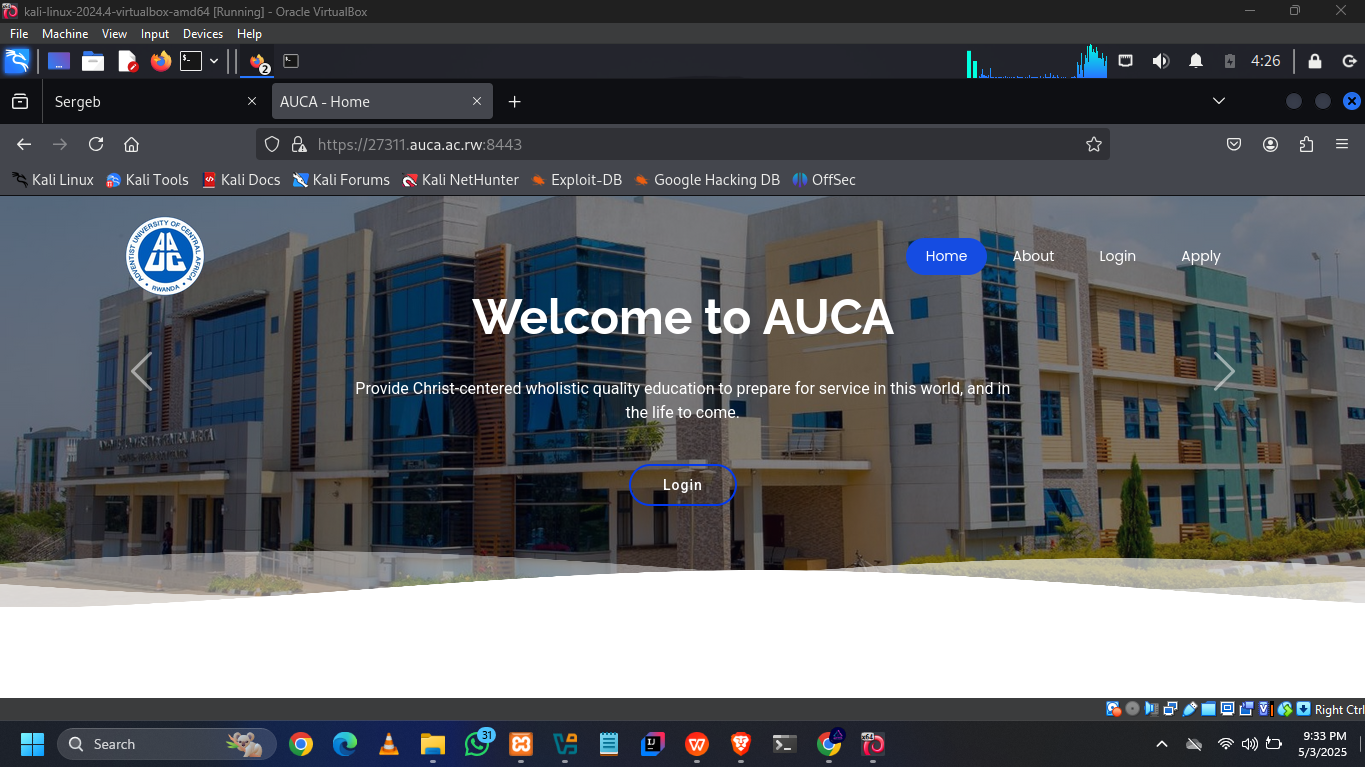 kali-linux-2024.4-virtualbox-amd64 [Running] - Oracle VirtualBox
File Machine View Input Devices Help
2 4:26
Sergeb AUCA - Home
https://27311.auca.ac.rw:8443
Kali Linux Kali Tools Kali Docs Kali Forums Kali NetHunter Exploit-DB Google Hacking DB OffSec
ADVENTIST UNIVERSITY OF CENTRAL AFRICA
AUCA
• RWANDA •
Home About Login Apply
Welcome to AUCA
Provide Christ-centered wholistic quality education to prepare for service in this world, and in
the life to come.
Login
Right Ctrl
Search 31 9:33 PM
5/3/2025